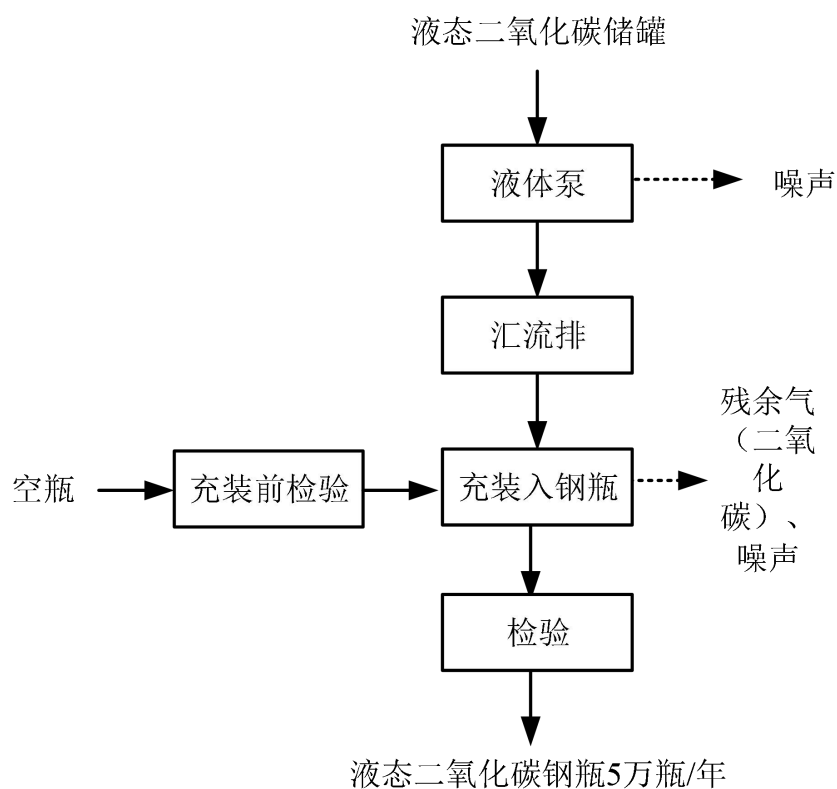 液态二氧化碳储罐
液体泵
噪声
汇流排
残余气
（二氧
化
碳）、
噪声
空瓶
充装前检验
充装入钢瓶
检验
液态二氧化碳钢瓶5万瓶/年